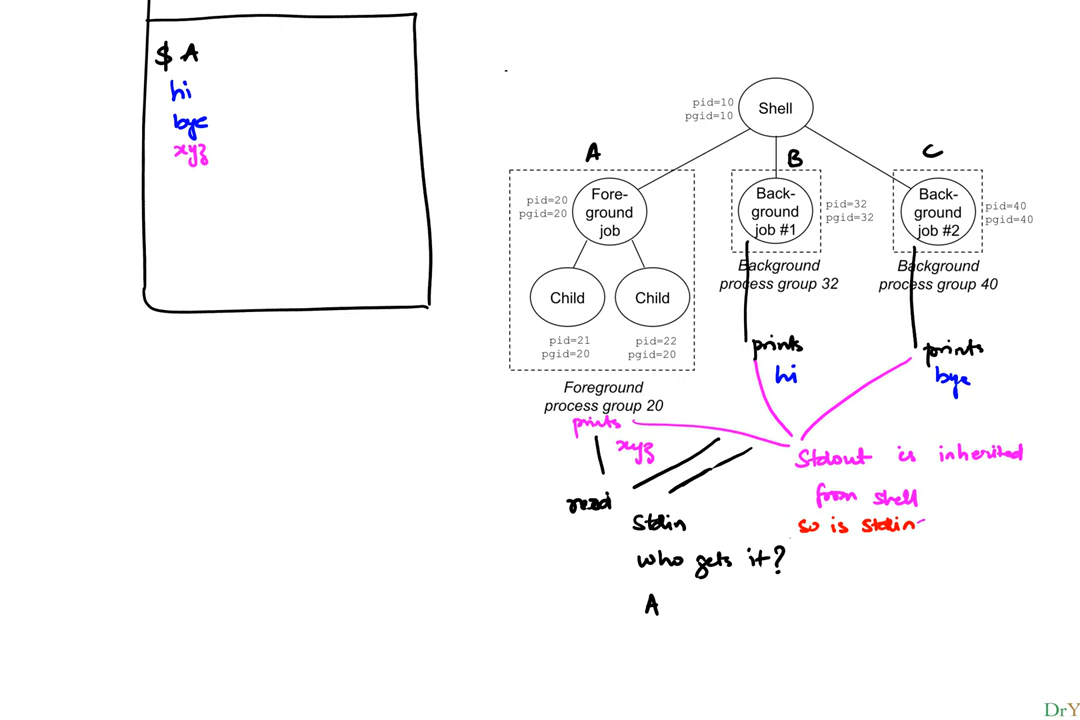 $ A
hi
bye
xyz
Shell
pid=10
pgid=10
A
B
C
pid=20
pgid=20
Fore-
ground
job
Back-
ground
job #1
pid=32
pgid=32
Back-
ground
job #2
pid=40
pgid=40
Background
process group 32
Background
process group 40
Child
Child
pid=21
pgid=20
pid=22
pgid=20
Foreground
process group 20
prints
xyz
prints
hi
prints
bye
read
Stdin
who gets it?
A
Stdout is inherited
from shell
so is stdin
DrY